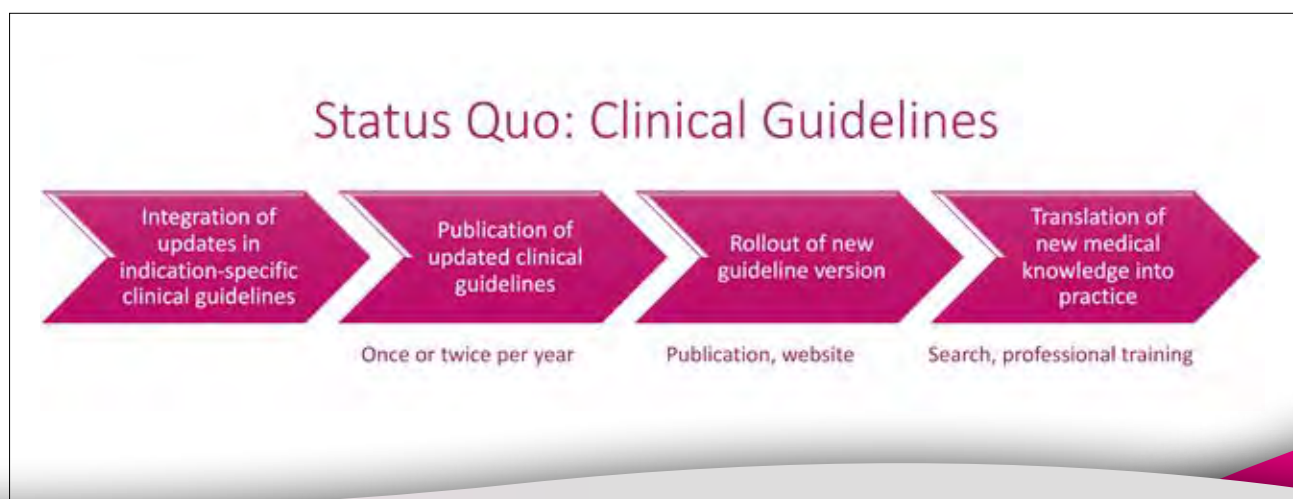 Status Quo: Clinical Guidelines
Integration of
updates in
indication-specific
clinical guidelines
Publication of
updated clinical
guidelines
Rollout of new
guideline version
Translation of
new medical
knowledge into
practice
Once or twice per year
Publication, website
Search, professional training